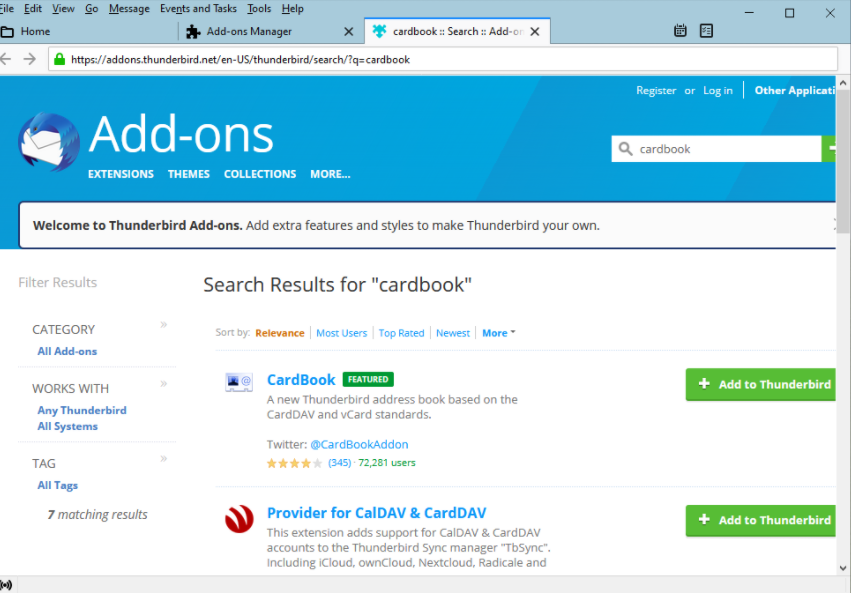 File Edit View Go Message Events and Tasks Tools Help
Home Add-ons Manager cardbook :: Search :: Add-on
https://addons.thunderbird.net/en-US/thunderbird/search/?q=cardbook
Register or Log in Other Applicati
Add-ons
cardbook
EXTENSIONS THEMES COLLECTIONS MORE...
Welcome to Thunderbird Add-ons. Add extra features and styles to make Thunderbird your own.
Filter Results
Search Results for "cardbook"
CATEGORY
All Add-ons
Sort by: Relevance Most Users Top Rated Newest More
WORKS WITH
Any Thunderbird
All Systems
TAG
All Tags
7 matching results
CardBook FEATURED
Add to Thunderbird
A new Thunderbird address book based on the
CardDAV and vCard standards.
Twitter: @CardBookAddon
(345) · 72,281 users
Provider for CalDAV & CardDAV
Add to Thunderbird
This extension adds support for CalDAV & CardDAV
accounts to the Thunderbird Sync manager "TbSync".
Including iCloud, ownCloud, Nextcloud, Radicale and